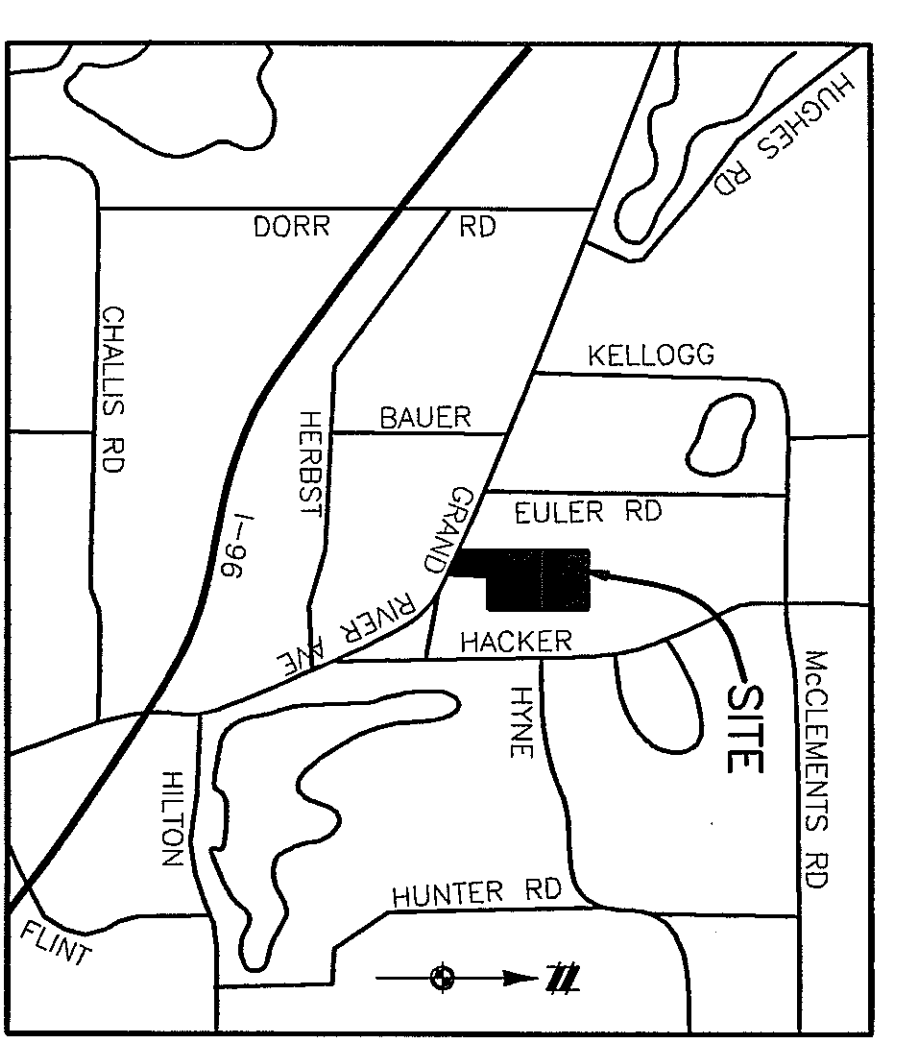 HUGHES RD
DORR RD
KELLOGG
CHALLIS RD
BAUER
HERBST
EULER RD
I-96
GRAND RIVER AVE
HACKER
SITE
HYNE
McCLEMENTS RD
HILTON
HUNTER RD
FLINT
N